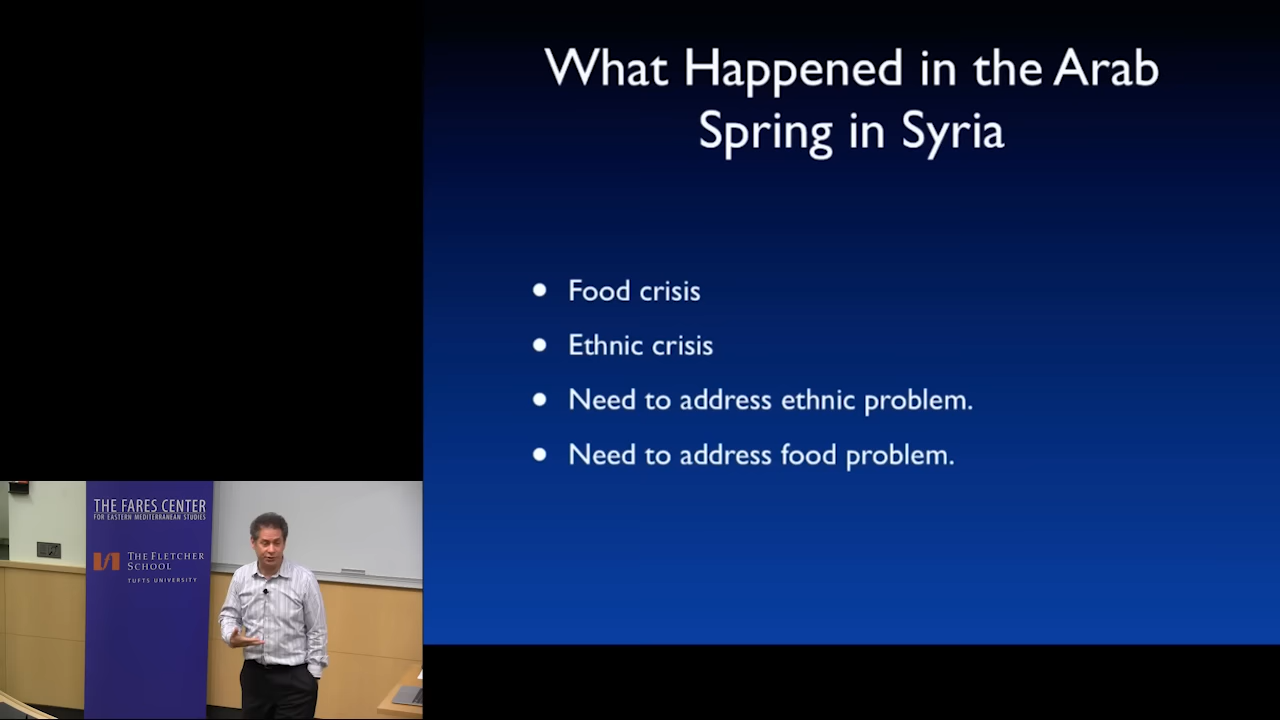 What Happened in the Arab
Spring in Syria
• Food crisis
• Ethnic crisis
• Need to address ethnic problem.
• Need to address food problem.
THE FARES CENTER
FOR EASTERN MEDITERRANEAN STUDIES
THE FLETCHER
SCHOOL
TUFTS UNIVERSITY